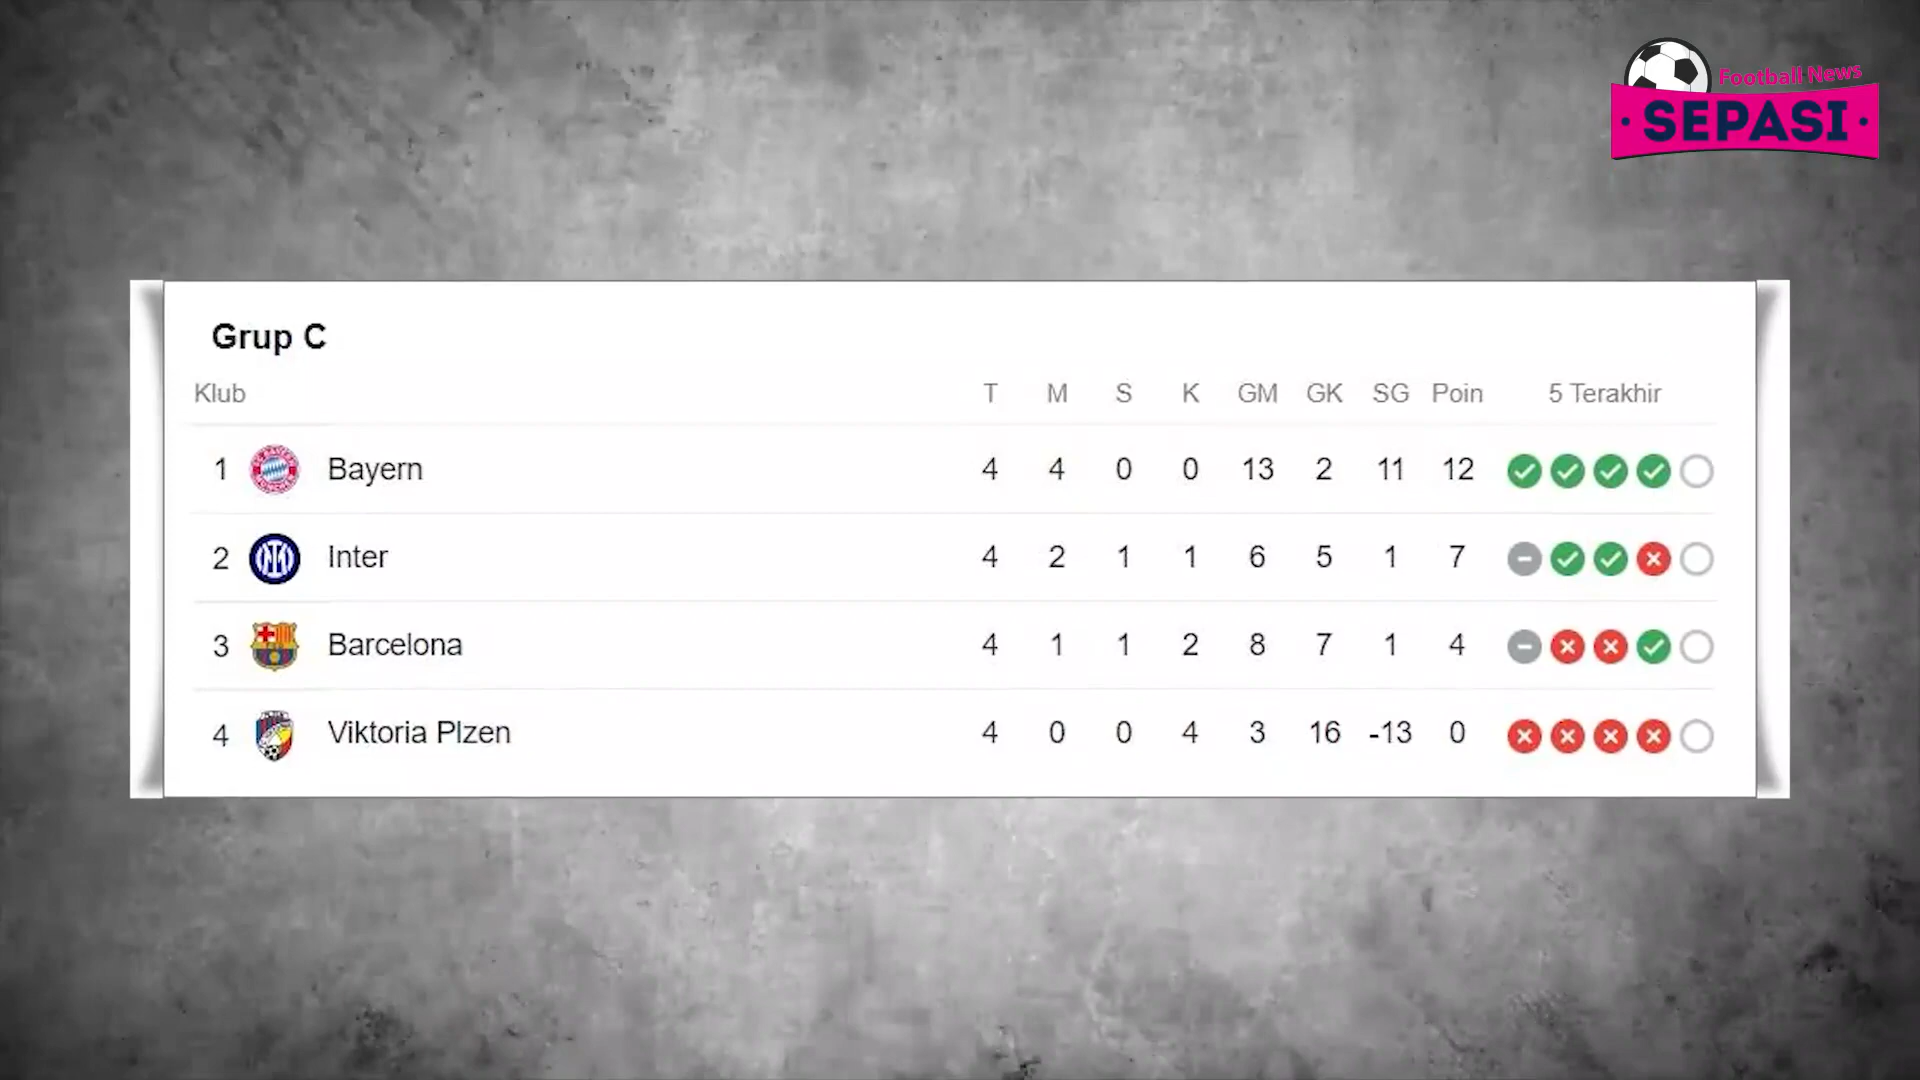 Football News
SEPASI
Grup C
Klub T M S K GM GK SG Poin 5 Terakhir
1 Bayern 4 4 0 0 13 2 11 12
2 Inter 4 2 1 1 6 5 1 7
3 Barcelona 4 1 1 2 8 7 1 4
4 Viktoria Plzen 4 0 0 4 3 16 -13 0